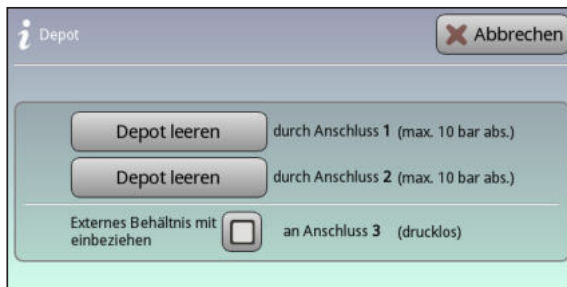 Depot
Abbrechen
Depot leeren durch Anschluss 1 (max. 10 bar abs.)
Depot leeren durch Anschluss 2 (max. 10 bar abs.)
Externes Behältnis mit
einbeziehen
an Anschluss 3 (drucklos)